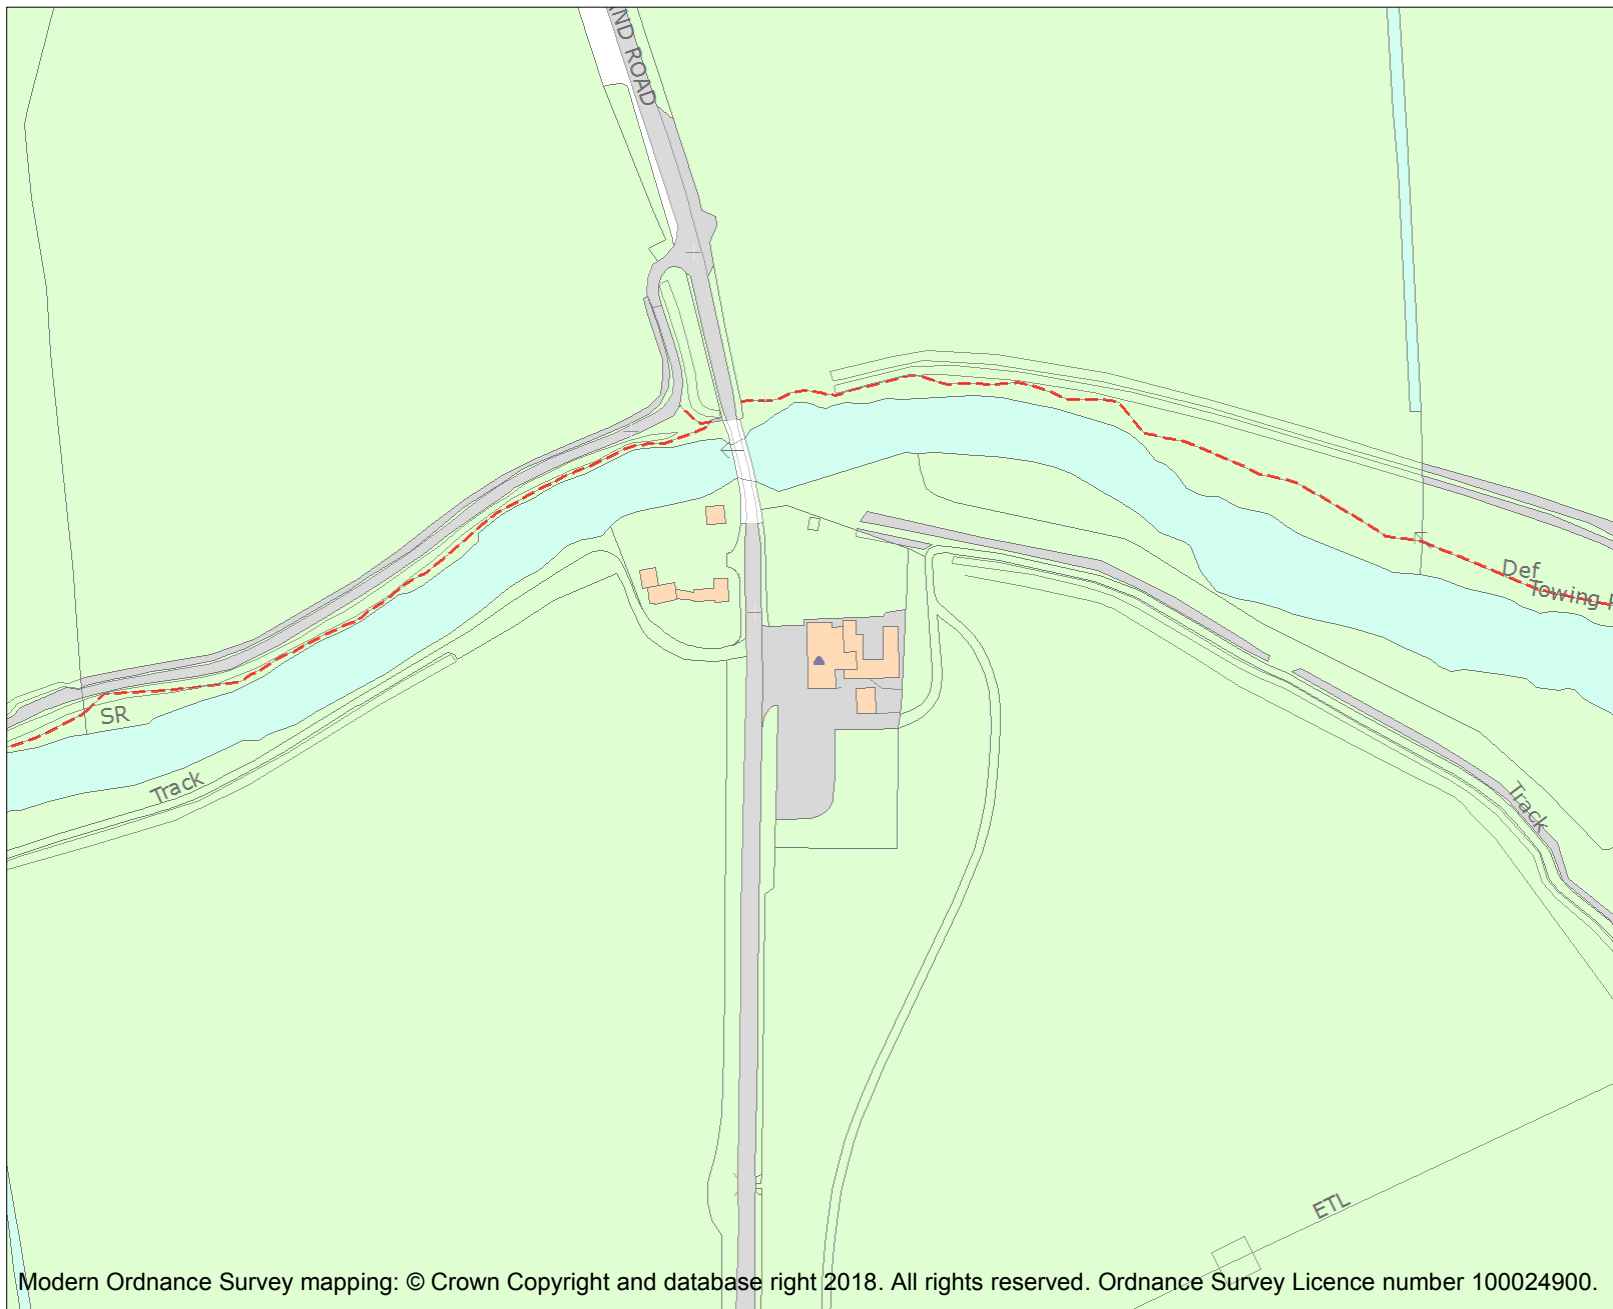 ND ROAD
Def
Towing
SR
Track
Track
ETL
Modern Ordnance Survey mapping: © Crown Copyright and database right 2018. All rights reserved. Ordnance Survey Licence number 100024900.